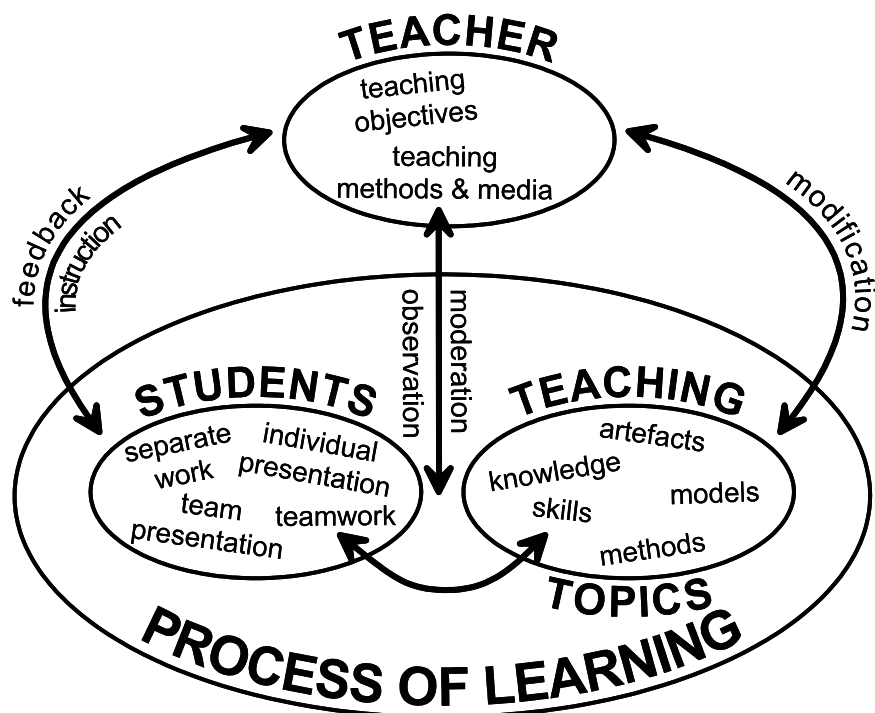 TEACHER
teaching
objectives
teaching
methods & media
feedback
instruction
modification
observation
moderation
STUDENTS
separate
work
individual
presentation
team
presentation
teamwork
TEACHING
artefacts
knowledge
skills
models
methods
TOPICS
PROCESS OF LEARNING